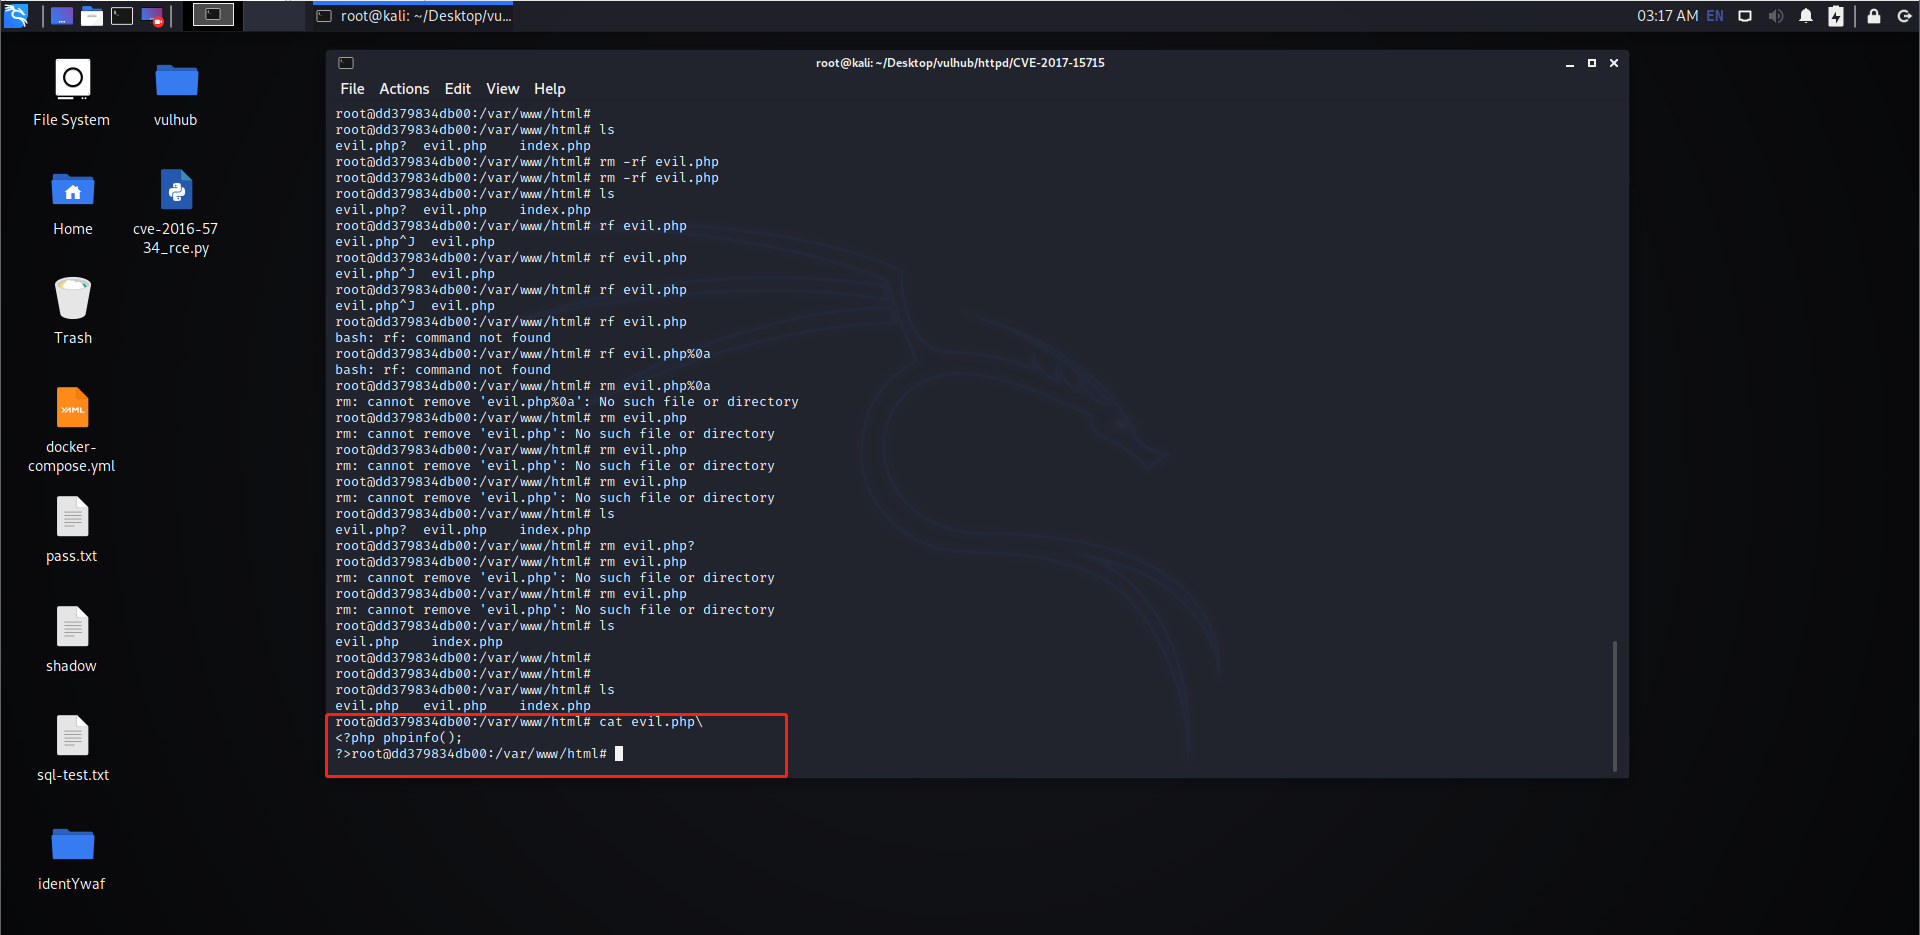 root@kali: ~/Desktop/vu...
03:17 AM
EN
File System
vulhub
Home
cve-2016-57
34_rce.py
Trash
YAML
docker-
compose.yml
pass.txt
shadow
sql-test.txt
identYwaf
root@kali: ~/Desktop/vulhub/httpd/CVE-2017-15715
File Actions Edit View Help
root@dd379834db00:/var/www/html#
root@dd379834db00:/var/www/html# ls
evil.php?  evil.php    index.php
root@dd379834db00:/var/www/html# rm -rf evil.php
root@dd379834db00:/var/www/html# rm -rf evil.php
root@dd379834db00:/var/www/html# ls
evil.php?  evil.php    index.php
root@dd379834db00:/var/www/html# rf evil.php
evil.php^J  evil.php
root@dd379834db00:/var/www/html# rf evil.php
evil.php^J  evil.php
root@dd379834db00:/var/www/html# rf evil.php
evil.php^J  evil.php
root@dd379834db00:/var/www/html# rf evil.php
bash: rf: command not found
root@dd379834db00:/var/www/html# rf evil.php%0a
bash: rf: command not found
root@dd379834db00:/var/www/html# rm evil.php%0a
rm: cannot remove 'evil.php%0a': No such file or directory
root@dd379834db00:/var/www/html# rm evil.php
rm: cannot remove 'evil.php': No such file or directory
root@dd379834db00:/var/www/html# rm evil.php
rm: cannot remove 'evil.php': No such file or directory
root@dd379834db00:/var/www/html# rm evil.php
rm: cannot remove 'evil.php': No such file or directory
root@dd379834db00:/var/www/html# ls
evil.php?  evil.php    index.php
root@dd379834db00:/var/www/html# rm evil.php?
root@dd379834db00:/var/www/html# rm evil.php
rm: cannot remove 'evil.php': No such file or directory
root@dd379834db00:/var/www/html# rm evil.php
rm: cannot remove 'evil.php': No such file or directory
root@dd379834db00:/var/www/html# ls
evil.php    index.php
root@dd379834db00:/var/www/html#
root@dd379834db00:/var/www/html#
root@dd379834db00:/var/www/html# ls
evil.php   evil.php    index.php
root@dd379834db00:/var/www/html# cat evil.php\
<?php phpinfo();
?>root@dd379834db00:/var/www/html#